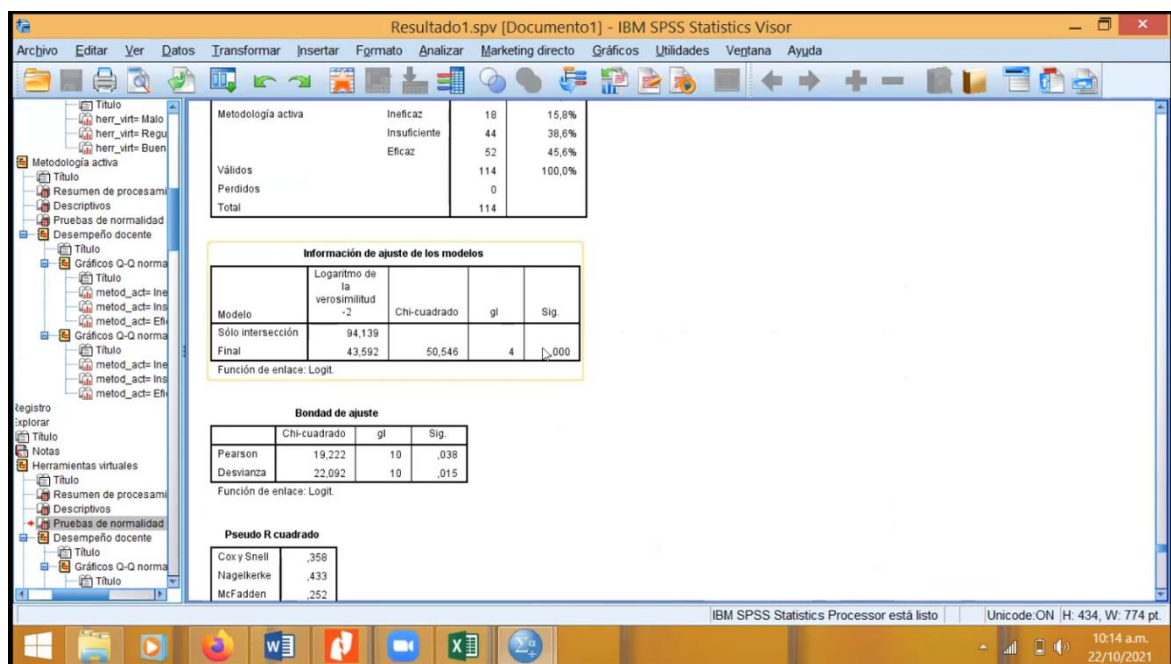 Resultado1.spv [Documento1] - IBM SPSS Statistics Visor
Archivo Editar Ver Datos Transformar Insertar Formato Analizar Marketing directo Gráficos Utilidades Ventana Ayuda
Título
herr_virt= Malo
herr_virt= Regu
herr_virt= Buen
Metodología activa
Título
Resumen de procesami
Descriptivos
Pruebas de normalidad
Desempeño docente
Título
Gráficos Q-Q norma
Título
metod_act= Ine
metod_act= Ins
metod_act= Efi
Gráficos Q-Q norma
Título
metod_act= Ine
metod_act= Ins
metod_act= Efi
Registro
Explorar
Título
Notas
Herramientas virtuales
Título
Resumen de procesami
Descriptivos
Pruebas de normalidad
Desempeño docente
Título
Gráficos Q-Q norma
Título
Metodología activa Ineficaz 18 15,8%
Insuficiente 44 38,6%
Eficaz 52 45,6%
Válidos 114 100,0%
Perdidos 0
Total 114
Información de ajuste de los modelos
Logaritmo de
la
verosimilitud
Modelo -2 Chi-cuadrado gl Sig.
Sólo intersección 94,139
Final 43,592 50,546 4 ,000
Función de enlace: Logit.
Bondad de ajuste
Chi-cuadrado gl Sig.
Pearson 19,222 10 ,038
Desvianza 22,092 10 ,015
Función de enlace: Logit.
Pseudo R cuadrado
Cox y Snell ,358
Nagelkerke ,433
McFadden ,252
IBM SPSS Statistics Processor está listo Unicode:ON H: 434, W: 774 pt.
10:14 a.m.
22/10/2021